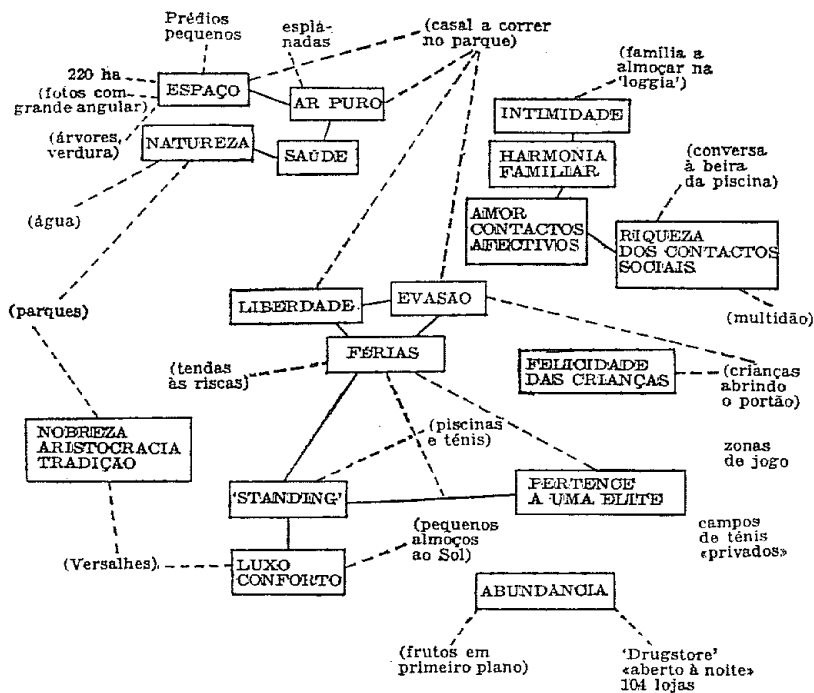 Prédios
pequenos
esplá-
nadas
(casal a correr
no parque)
(família a
almoçar na
'loggia')
220 ha
(fotos com
grande angular)
ESPAÇO
AR PURO
INTIMIDADE
(árvores,
verdura)
NATUREZA
SAÚDE
HARMONIA
FAMILIAR
(conversa
à beira
da piscina)
(água)
AMOR
CONTACTOS
AFECTIVOS
RIQUEZA
DOS CONTACTOS
SOCIAIS
(parques)
LIBERDADE
EVASÃO
(multidão)
FÉRIAS
(tendas
às riscas)
FELICIDADE
DAS CRIANÇAS
(crianças
abrindo
o portão)
NOBREZA
ARISTOCRACIA
TRADIÇÃO
(piscinas
e ténis)
zonas
de jogo
'STANDING'
PERTENCE
A UMA ELITE
(pequenos
almoços
ao Sol)
campos
de ténis
«privados»
(Versalhes)
LUXO
CONFORTO
ABUNDÂNCIA
(frutos em
primeiro plano)
'Drugstore'
«aberto à noite»
104 lojas